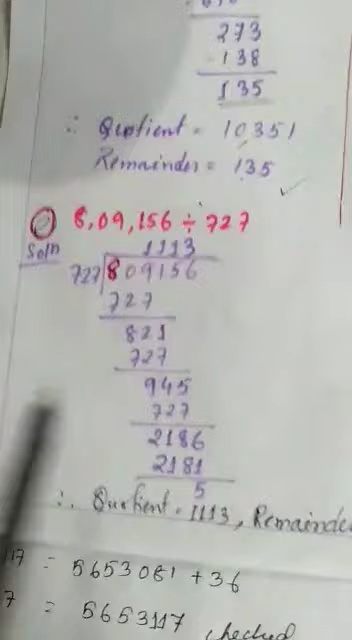 273
- 138
135
∴ Quotient = 10351
Remainder = 135
8,09,156 ÷ 727
Soln
1113
727)809156
727
821
727
945
727
2186
2181
5
∴ Quotient = 1113, Remainder
= 5653081 + 36
7 = 5653117 checked